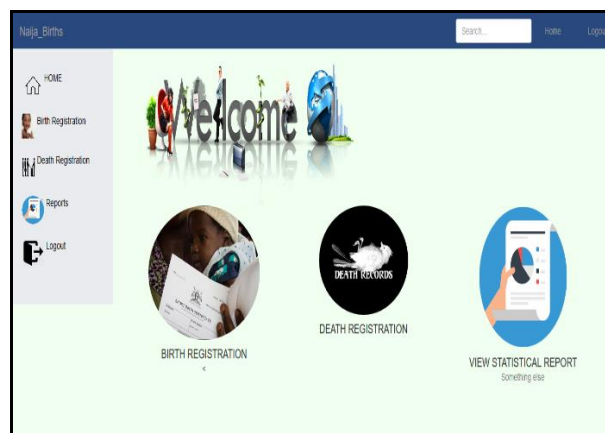 Naija_Births
Search...
Home
Logou
HOME
Birth Registration
Death Registration
Reports
Logout
Welcome
DEATH RECORDS
BIRTH REGISTRATION
<
DEATH REGISTRATION
VIEW STATISTICAL REPORT
Something else